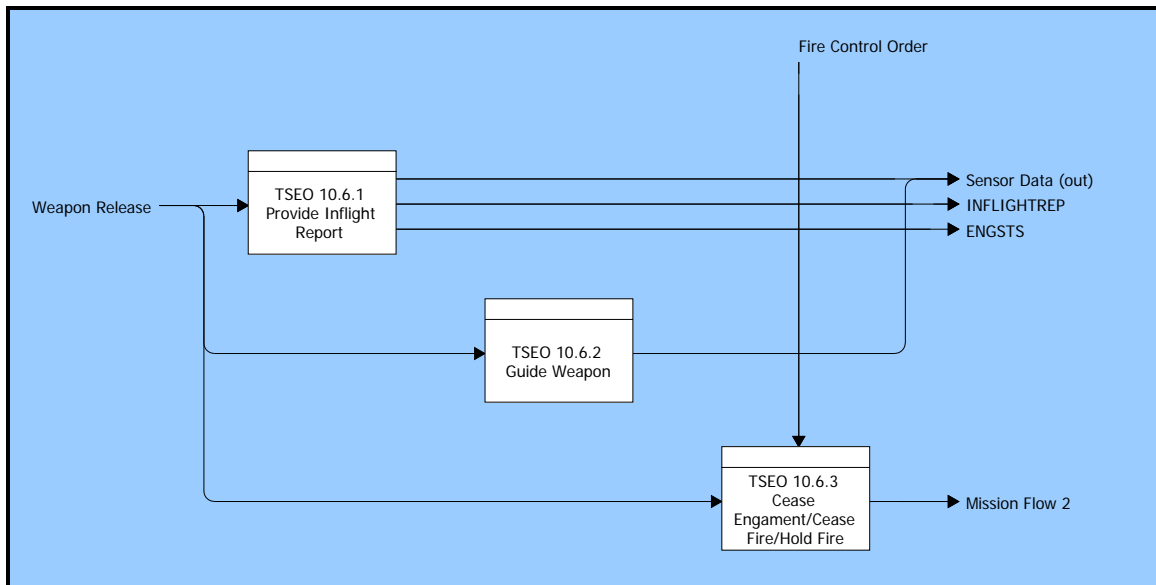 Fire Control Order
TSEO 10.6.1
Provide Inflight
Report
Weapon Release
Sensor Data (out)
INFLIGHTREP
ENGSTS
TSEO 10.6.2
Guide Weapon
TSEO 10.6.3
Cease
Engament/Cease
Fire/Hold Fire
Mission Flow 2